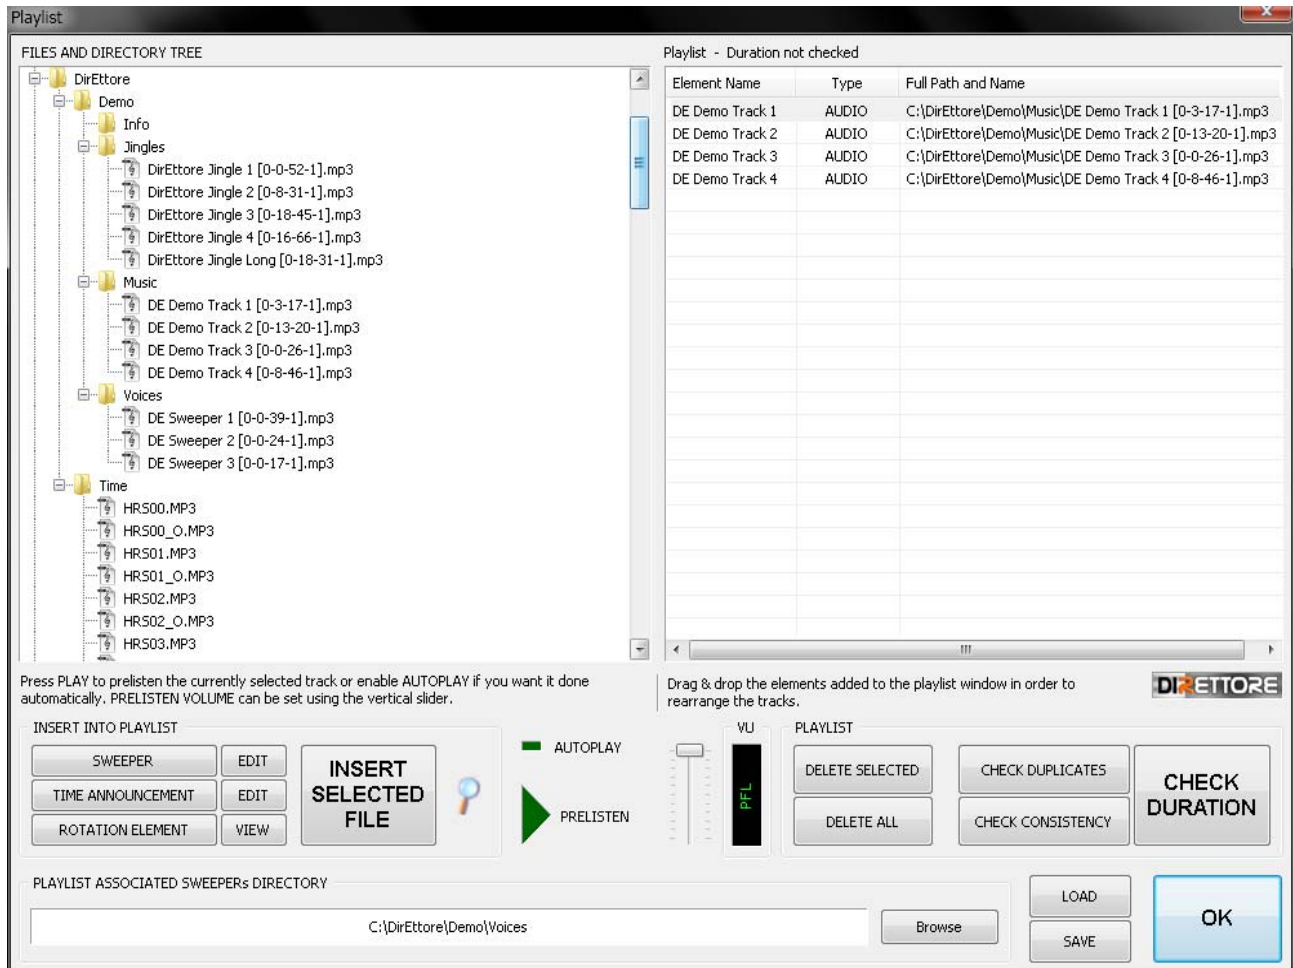 Playlist
FILES AND DIRECTORY TREE
DirEttore
Demo
Info
Jingles
DirEttore Jingle 1 [0-0-52-1].mp3
DirEttore Jingle 2 [0-8-31-1].mp3
DirEttore Jingle 3 [0-18-45-1].mp3
DirEttore Jingle 4 [0-16-66-1].mp3
DirEttore Jingle Long [0-18-31-1].mp3
Music
DE Demo Track 1 [0-3-17-1].mp3
DE Demo Track 2 [0-13-20-1].mp3
DE Demo Track 3 [0-0-26-1].mp3
DE Demo Track 4 [0-8-46-1].mp3
Voices
DE Sweeper 1 [0-0-39-1].mp3
DE Sweeper 2 [0-0-24-1].mp3
DE Sweeper 3 [0-0-17-1].mp3
Time
HRS00.MP3
HRS00_O.MP3
HRS01.MP3
HRS01_O.MP3
HRS02.MP3
HRS02_O.MP3
HRS03.MP3
Playlist - Duration not checked
Element Name Type Full Path and Name
DE Demo Track 1 AUDIO C:\DirEttore\Demo\Music\DE Demo Track 1 [0-3-17-1].mp3
DE Demo Track 2 AUDIO C:\DirEttore\Demo\Music\DE Demo Track 2 [0-13-20-1].mp3
DE Demo Track 3 AUDIO C:\DirEttore\Demo\Music\DE Demo Track 3 [0-0-26-1].mp3
DE Demo Track 4 AUDIO C:\DirEttore\Demo\Music\DE Demo Track 4 [0-8-46-1].mp3
Press PLAY to prelisten the currently selected track or enable AUTOPLAY if you want it done
automatically. PRELISTEN VOLUME can be set using the vertical slider.
Drag & drop the elements added to the playlist window in order to
rearrange the tracks.
DIRETTORE
INSERT INTO PLAYLIST
SWEEPER EDIT
TIME ANNOUNCEMENT EDIT
ROTATION ELEMENT VIEW
INSERT
SELECTED
FILE
AUTOPLAY
PRELISTEN
VU
PFL
PLAYLIST
DELETE SELECTED
DELETE ALL
CHECK DUPLICATES
CHECK CONSISTENCY
CHECK
DURATION
PLAYLIST ASSOCIATED SWEEPERs DIRECTORY
C:\DirEttore\Demo\Voices
Browse
LOAD
SAVE
OK